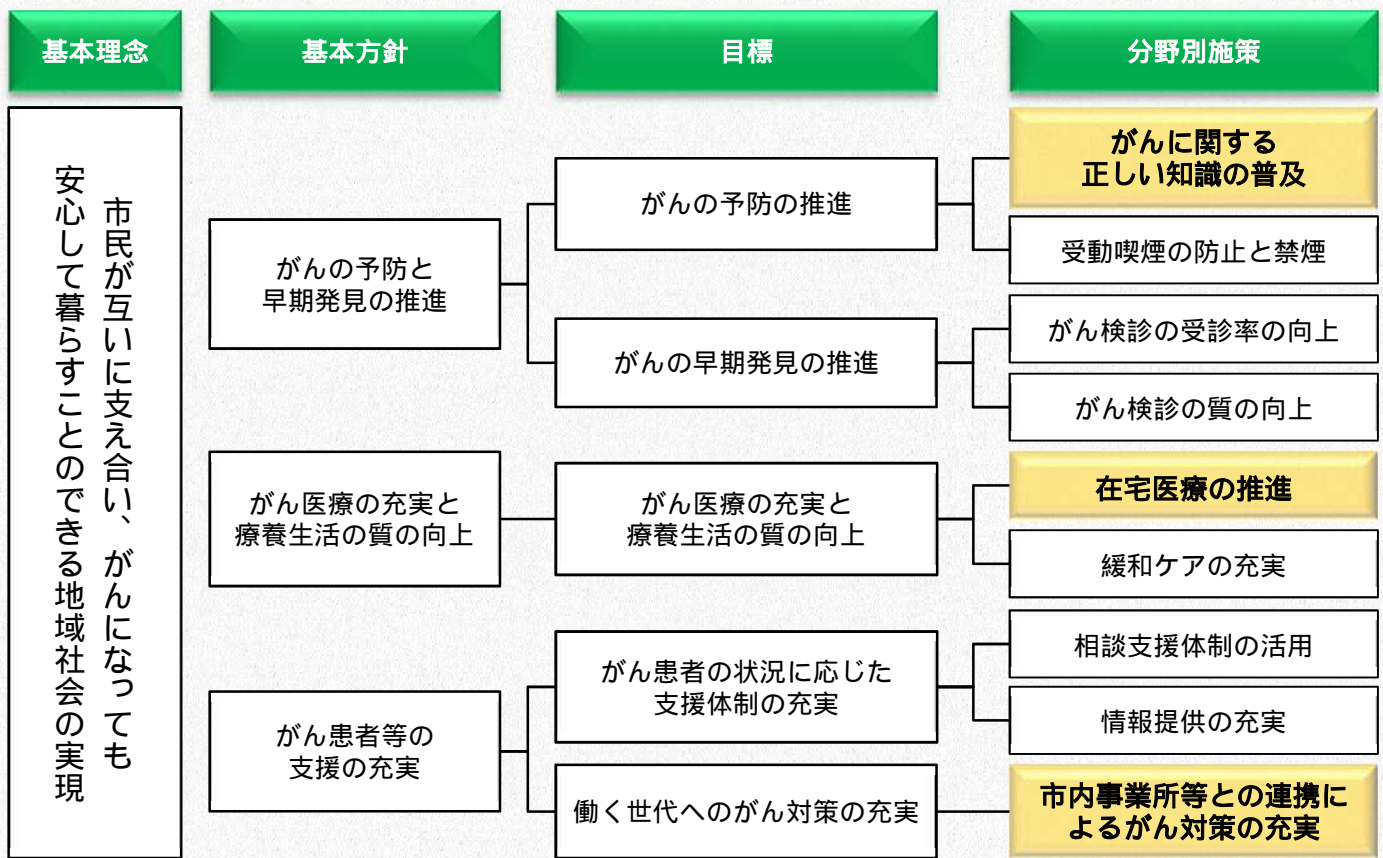 基本理念
基本方針
目標
分野別施策
市民が互いに支え合い、がんになっても
安心して暮らすことのできる地域社会の実現
がんの予防と
早期発見の推進
がんの予防の推進
がんに関する
正しい知識の普及
受動喫煙の防止と禁煙
がんの早期発見の推進
がん検診の受診率の向上
がん検診の質の向上
がん医療の充実と
療養生活の質の向上
がん医療の充実と
療養生活の質の向上
在宅医療の推進
緩和ケアの充実
がん患者等の
支援の充実
がん患者の状況に応じた
支援体制の充実
相談支援体制の活用
情報提供の充実
働く世代へのがん対策の充実
市内事業所等との連携に
よるがん対策の充実